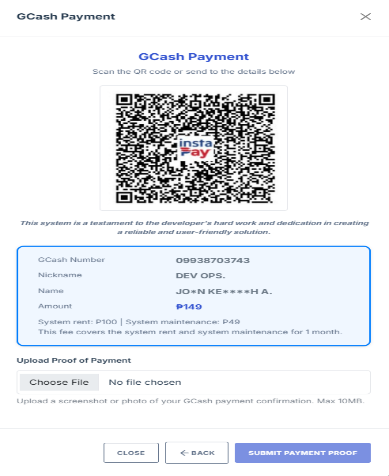 GCash Payment
GCash Payment
Scan the QR code or send to the details below
insta
Pay
This system is a testament to the developer's hard work and dedication in creating
a reliable and user-friendly solution.
GCash Number 09938703743
Nickname DEV OPS.
Name JO*N KE****H A.
Amount ₱149
System rent: ₱100 | System maintenance: ₱49
This fee covers the system rent and system maintenance for 1 month.
Upload Proof of Payment
Choose File No file chosen
Upload a screenshot or photo of your GCash payment confirmation. Max 10MB.
CLOSE ← BACK SUBMIT PAYMENT PROOF